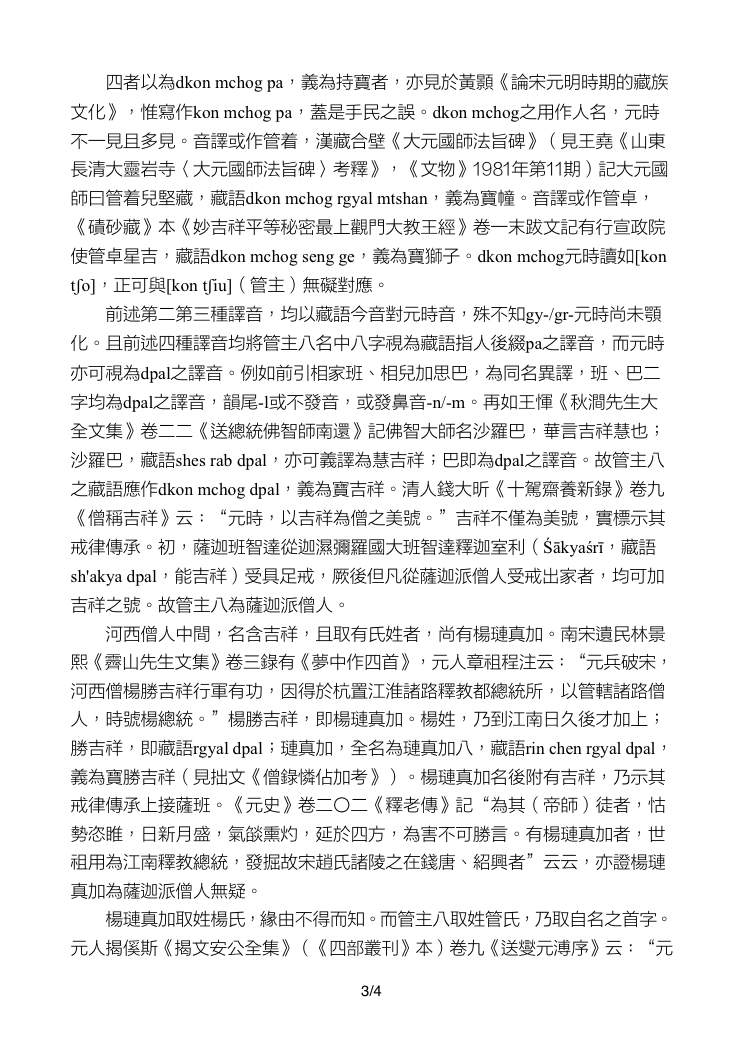 四者以為dkon mchog pa，義為持寶者，亦見於黃顥《論宋元明時期的藏族
文化》，惟寫作kon mchog pa，蓋是手民之誤。dkon mchog之用作人名，元時
不一見且多見。音譯或作管着，漢藏合壁《大元國師法旨碑》（見王堯《山東
長清大靈岩寺〈大元國師法旨碑〉考釋》，《文物》1981年第11期）記大元國
師曰管着兒堅藏，藏語dkon mchog rgyal mtshan，義為寶幢。音譯或作管卓，
《磧砂藏》本《妙吉祥平等秘密最上觀門大教王經》卷一末跋文記有行宣政院
使管卓星吉，藏語dkon mchog seng ge，義為寶獅子。dkon mchog元時讀如[kon
tʃo]，正可與[kon tʃiu]（管主）無礙對應。
前述第二第三種譯音，均以藏語今音對元時音，殊不知gy-/gr-元時尚未顎
化。且前述四種譯音均將管主八名中八字視為藏語指人後綴pa之譯音，而元時
亦可視為dpal之譯音。例如前引相家班、相兒加思巴，為同名異譯，班、巴二
字均為dpal之譯音，韻尾-l或不發音，或發鼻音-n/-m。再如王惲《秋澗先生大
全文集》卷二二《送總統佛智師南還》記佛智大師名沙羅巴，華言吉祥慧也；
沙羅巴，藏語shes rab dpal，亦可義譯為慧吉祥；巴即為dpal之譯音。故管主八
之藏語應作dkon mchog dpal，義為寶吉祥。清人錢大昕《十駕齋養新錄》卷九
《僧稱吉祥》云：“元時，以吉祥為僧之美號。”吉祥不僅為美號，實標示其
戒律傳承。初，薩迦班智達從迦濕彌羅國大班智達釋迦室利（Śākyaśrī，藏語
sh'akya dpal，能吉祥）受具足戒，厥後但凡從薩迦派僧人受戒出家者，均可加
吉祥之號。故管主八為薩迦派僧人。
河西僧人中間，名含吉祥，且取有氏姓者，尚有楊璉真加。南宋遺民林景
熙《霽山先生文集》卷三錄有《夢中作四首》，元人章祖程注云：“元兵破宋，
河西僧楊勝吉祥行軍有功，因得於杭置江淮諸路釋教都總統所，以管轄諸路僧
人，時號楊總統。”楊勝吉祥，即楊璉真加。楊姓，乃到江南日久後才加上；
勝吉祥，即藏語rgyal dpal；璉真加，全名為璉真加八，藏語rin chen rgyal dpal，
義為寶勝吉祥（見拙文《僧錄憐佔加考》）。楊璉真加名後附有吉祥，乃示其
戒律傳承上接薩班。《元史》卷二〇二《釋老傳》記“為其（帝師）徒者，怙
勢恣睢，日新月盛，氣燄熏灼，延於四方，為害不可勝言。有楊璉真加者，世
祖用為江南釋教總統，發掘故宋趙氏諸陵之在錢唐、紹興者”云云，亦證楊璉
真加為薩迦派僧人無疑。
楊璉真加取姓楊氏，緣由不得而知。而管主八取姓管氏，乃取自名之首字。
元人揭傒斯《揭文安公全集》（《四部叢刊》本）卷九《送燮元溥序》云：“元
3/4